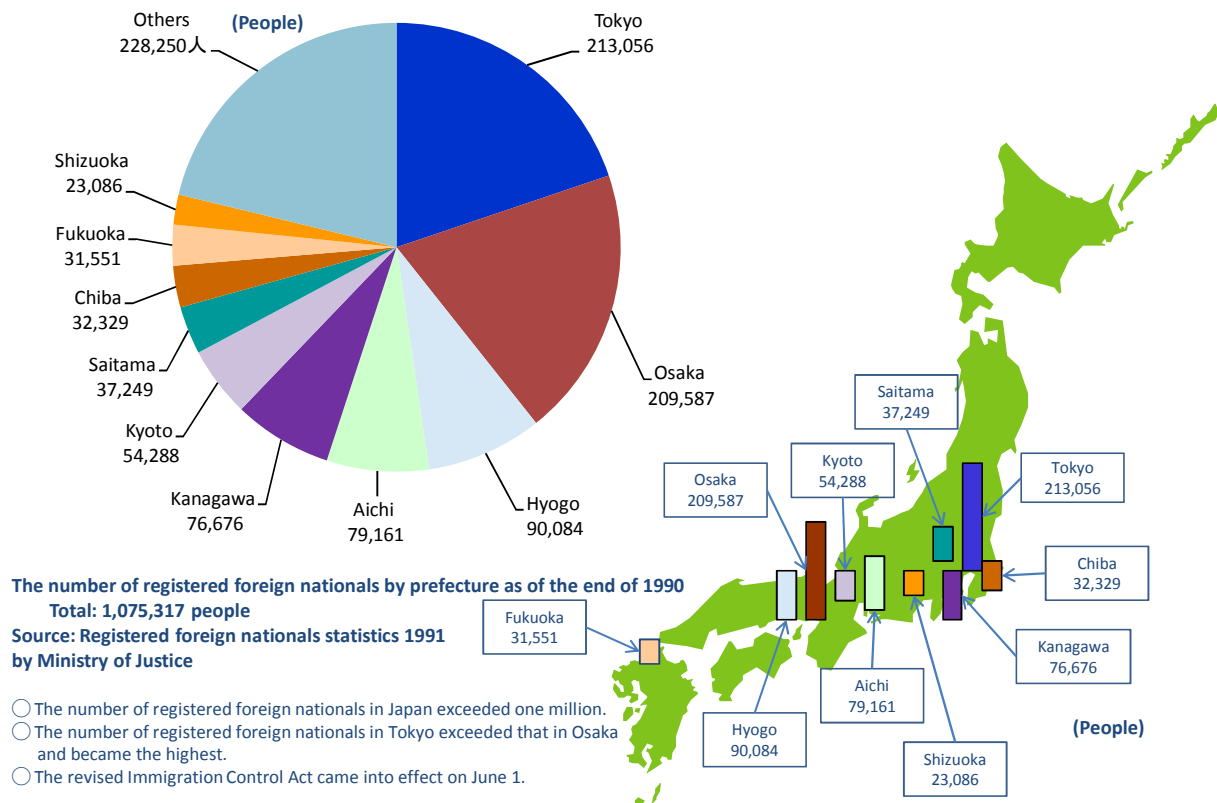 Others
228,250人
(People)
Tokyo
213,056
Shizuoka
23,086
Fukuoka
31,551
Chiba
32,329
Saitama
37,249
Kyoto
54,288
Kanagawa
76,676
Aichi
79,161
Hyogo
90,084
Osaka
209,587
The number of registered foreign nationals by prefecture as of the end of 1990
Total: 1,075,317 people
Source: Registered foreign nationals statistics 1991
by Ministry of Justice
○ The number of registered foreign nationals in Japan exceeded one million.
○ The number of registered foreign nationals in Tokyo exceeded that in Osaka
and became the highest.
○ The revised Immigration Control Act came into effect on June 1.
Saitama
37,249
Kyoto
54,288
Osaka
209,587
Tokyo
213,056
Chiba
32,329
Fukuoka
31,551
Kanagawa
76,676
Aichi
79,161
Hyogo
90,084
Shizuoka
23,086
(People)